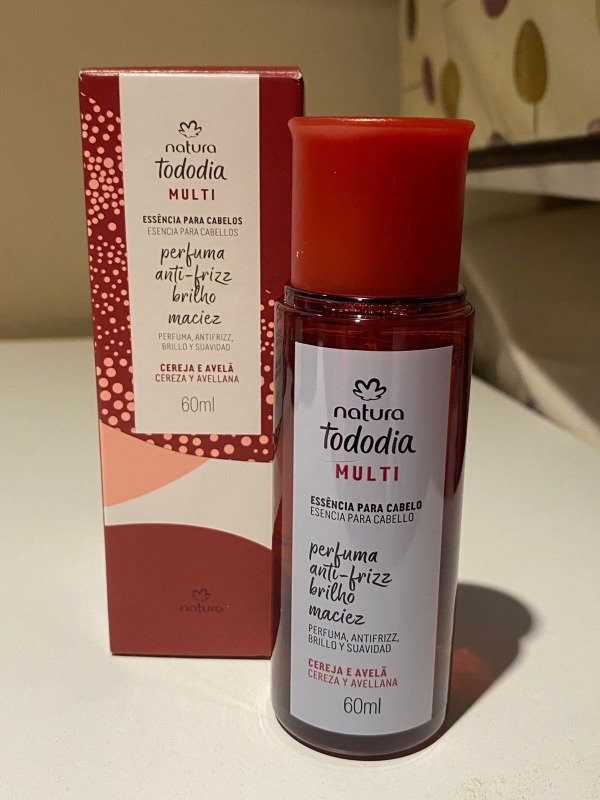 natura
Tododia
MULTI
ESSÊNCIA PARA CABELOS
ESENCIA PARA CABELLOS
perfuma
anti-frizz
brilho
maciez
PERFUMA, ANTIFRIZZ,
BRILLO Y SUAVIDAD
CEREJA E AVELÃ
CEREZA Y AVELLANA
60ml
natura
natura
Tododia
MULTI
ESSÊNCIA PARA CABELO
ESENCIA PARA CABELLO
perfuma
anti-frizz
brilho
maciez
PERFUMA, ANTIFRIZZ,
BRILLO Y SUAVIDAD
CEREJA E AVELÃ
CEREZA Y AVELLANA
60ml